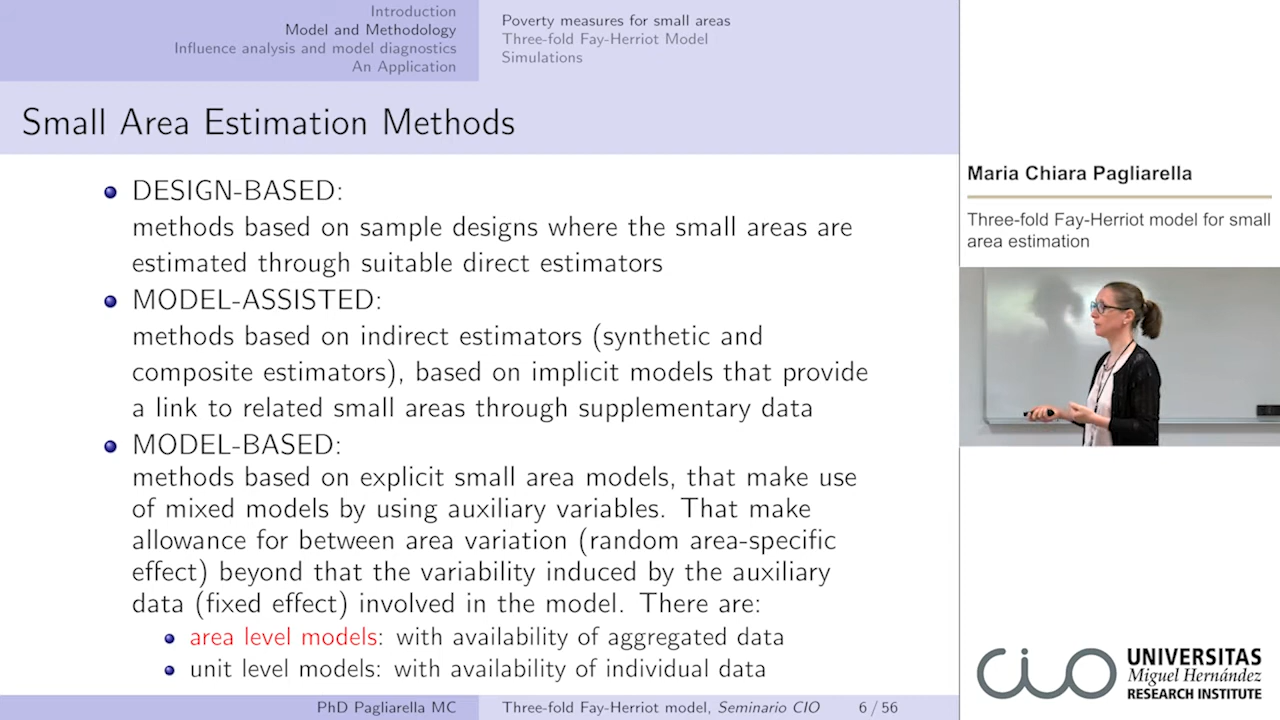 Introduction
Model and Methodology
Influence analysis and model diagnostics
An Application
Poverty measures for small areas
Three-fold Fay-Herriot Model
Simulations
Small Area Estimation Methods
DESIGN-BASED:
methods based on sample designs where the small areas are
estimated through suitable direct estimators
MODEL-ASSISTED:
methods based on indirect estimators (synthetic and
composite estimators), based on implicit models that provide
a link to related small areas through supplementary data
MODEL-BASED:
methods based on explicit small area models, that make use
of mixed models by using auxiliary variables. That make
allowance for between area variation (random area-specific
effect) beyond that the variability induced by the auxiliary
data (fixed effect) involved in the model. There are:
area level models: with availability of aggregated data
unit level models: with availability of individual data
PhD Pagliarella MC
Three-fold Fay-Herriot model, Seminario CIO
6 / 56
Maria Chiara Pagliarella
Three-fold Fay-Herriot model for small
area estimation
cio
UNIVERSITAS
Miguel Hernández
RESEARCH INSTITUTE